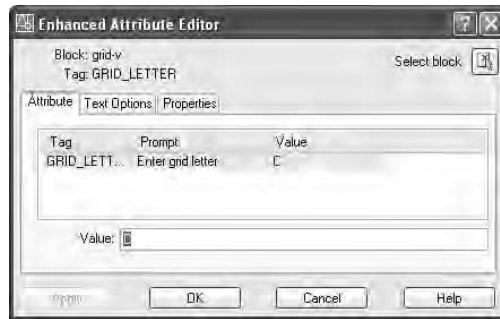 Enhanced Attribute Editor
Block: grid-v
Tag: GRID_LETTER
Select block
Attribute Text Options Properties
Tag Prompt Value
GRID_LETT... Enter grid letter C
Value:
Apply OK Cancel Help